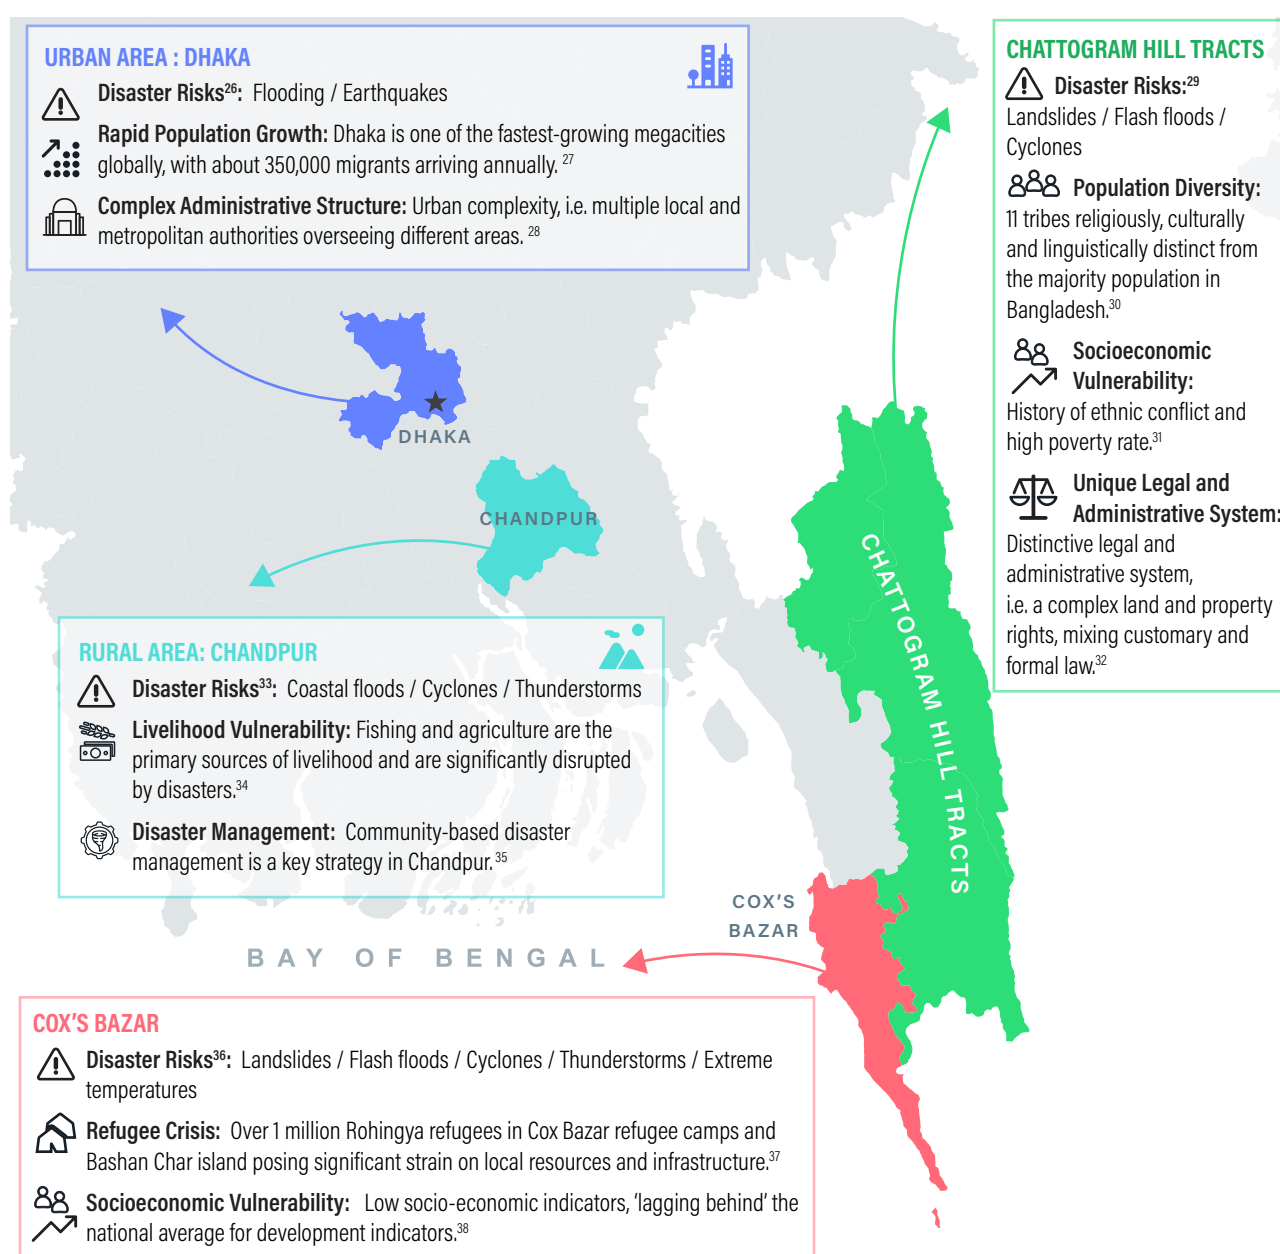 URBAN AREA : DHAKA
Disaster Risks26: Flooding / Earthquakes
Rapid Population Growth: Dhaka is one of the fastest-growing megacities
globally, with about 350,000 migrants arriving annually. 27
Complex Administrative Structure: Urban complexity, i.e. multiple local and
metropolitan authorities overseeing different areas. 28
CHATTOGRAM HILL TRACTS
Disaster Risks:29
Landslides / Flash floods /
Cyclones
Population Diversity:
11 tribes religiously, culturally
and linguistically distinct from
the majority population in
Bangladesh.30
Socioeconomic
Vulnerability:
History of ethnic conflict and
high poverty rate.31
Unique Legal and
Administrative System:
Distinctive legal and
administrative system,
i.e. a complex land and property
rights, mixing customary and
formal law.32
DHAKA
CHANDPUR
CHATTOGRAM HILL TRACTS
RURAL AREA: CHANDPUR
Disaster Risks33: Coastal floods / Cyclones / Thunderstorms
Livelihood Vulnerability: Fishing and agriculture are the
primary sources of livelihood and are significantly disrupted
by disasters.34
Disaster Management: Community-based disaster
management is a key strategy in Chandpur. 35
COX'S
BAZAR
BAY OF BENGAL
COX'S BAZAR
Disaster Risks36: Landslides / Flash floods / Cyclones / Thunderstorms / Extreme
temperatures
Refugee Crisis: Over 1 million Rohingya refugees in Cox Bazar refugee camps and
Bashan Char island posing significant strain on local resources and infrastructure.37
Socioeconomic Vulnerability: Low socio-economic indicators, 'lagging behind' the
national average for development indicators.38